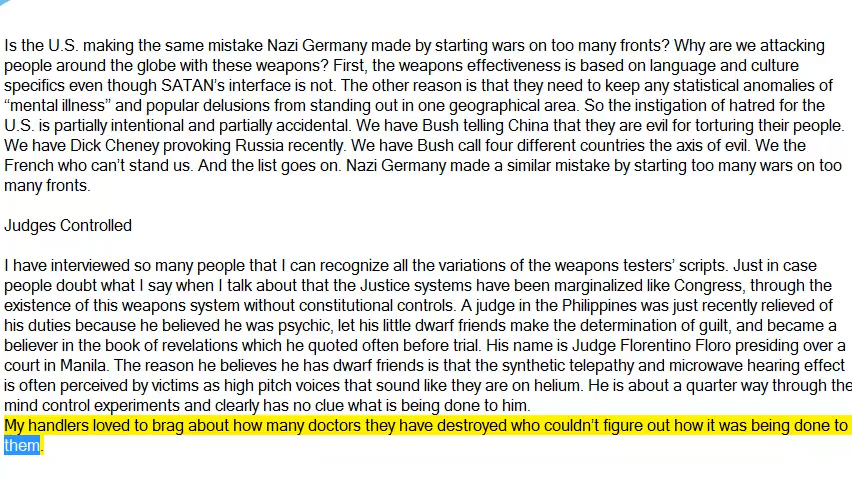 Is the U.S. making the same mistake Nazi Germany made by starting wars on too many fronts? Why are we attacking
people around the globe with these weapons? First, the weapons effectiveness is based on language and culture
specifics even though SATAN’s interface is not. The other reason is that they need to keep any statistical anomalies of
“mental illness” and popular delusions from standing out in one geographical area. So the instigation of hatred for the
U.S. is partially intentional and partially accidental. We have Bush telling China that they are evil for torturing their people.
We have Dick Cheney provoking Russia recently. We have Bush call four different countries the axis of evil. We the
French who can’t stand us. And the list goes on. Nazi Germany made a similar mistake by starting too many wars on too
many fronts.
Judges Controlled
I have interviewed so many people that I can recognize all the variations of the weapons testers’ scripts. Just in case
people doubt what I say when I talk about that the Justice systems have been marginalized like Congress, through the
existence of this weapons system without constitutional controls. A judge in the Philippines was just recently relieved of
his duties because he believed he was psychic, let his little dwarf friends make the determination of guilt, and became a
believer in the book of revelations which he quoted often before trial. His name is Judge Florentino Floro presiding over a
court in Manila. The reason he believes he has dwarf friends is that the synthetic telepathy and microwave hearing effect
is often perceived by victims as high pitch voices that sound like they are on helium. He is about a quarter way through the
mind control experiments and clearly has no clue what is being done to him.
My handlers loved to brag about how many doctors they have destroyed who couldn’t figure out how it was being done to
them.